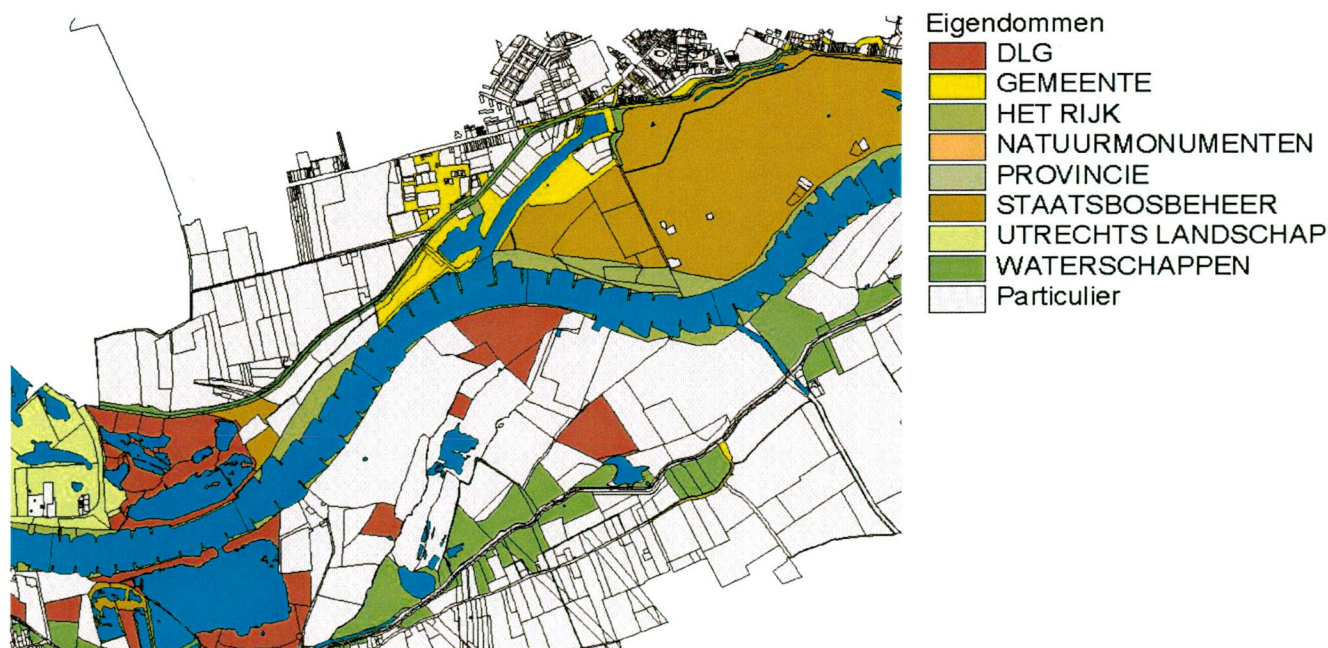 Eigendommen
DLG
GEMEENTE
HET RIJK
NATUURMONUMENTEN
PROVINCIE
STAATSBOSBEHEER
UTRECHTS LANDSCHAP
WATERSCHAPPEN
Particulier